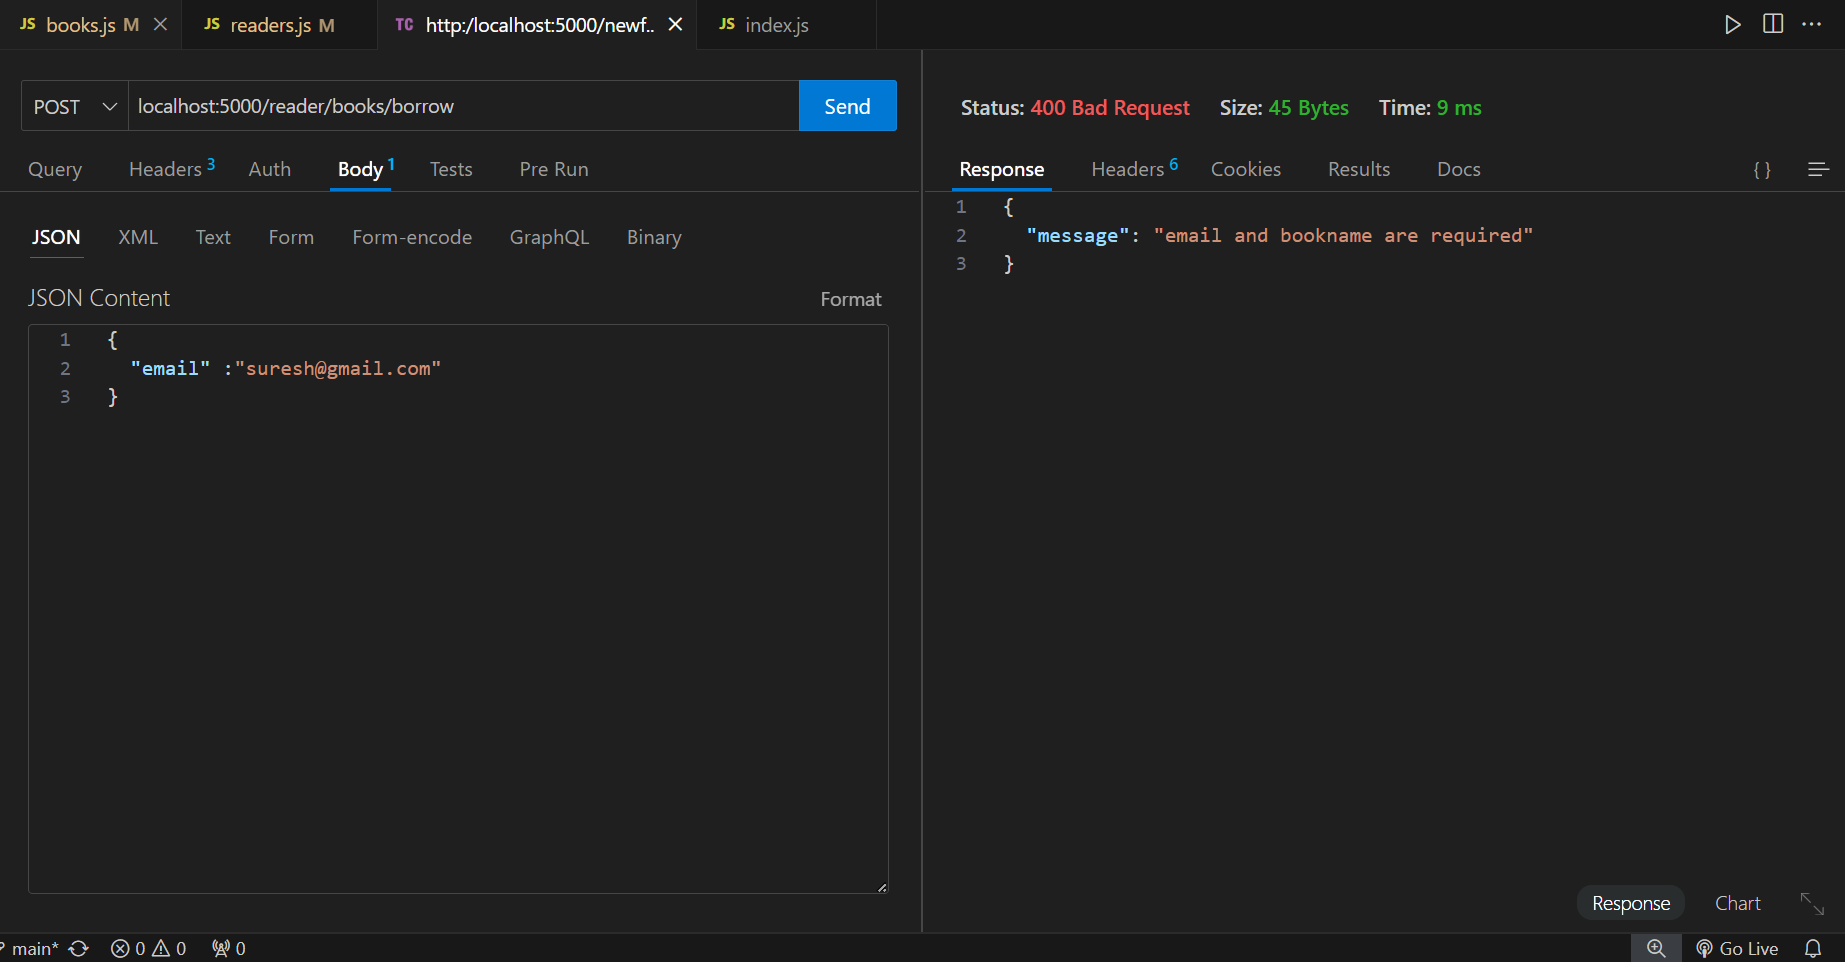 JS books.js M
JS readers.js M
TC http:/localhost:5000/newf..
JS index.js
POST
localhost:5000/reader/books/borrow
Send
Query
Headers 3
Auth
Body 1
Tests
Pre Run
JSON
XML
Text
Form
Form-encode
GraphQL
Binary
JSON Content
Format
1 {
2 "email" :"suresh@gmail.com"
3 }
Status: 400 Bad Request
Size: 45 Bytes
Time: 9 ms
Response
Headers 6
Cookies
Results
Docs
{ }
1 {
2 "message": "email and bookname are required"
3 }
Response
Chart
main*
0
0
0
Go Live